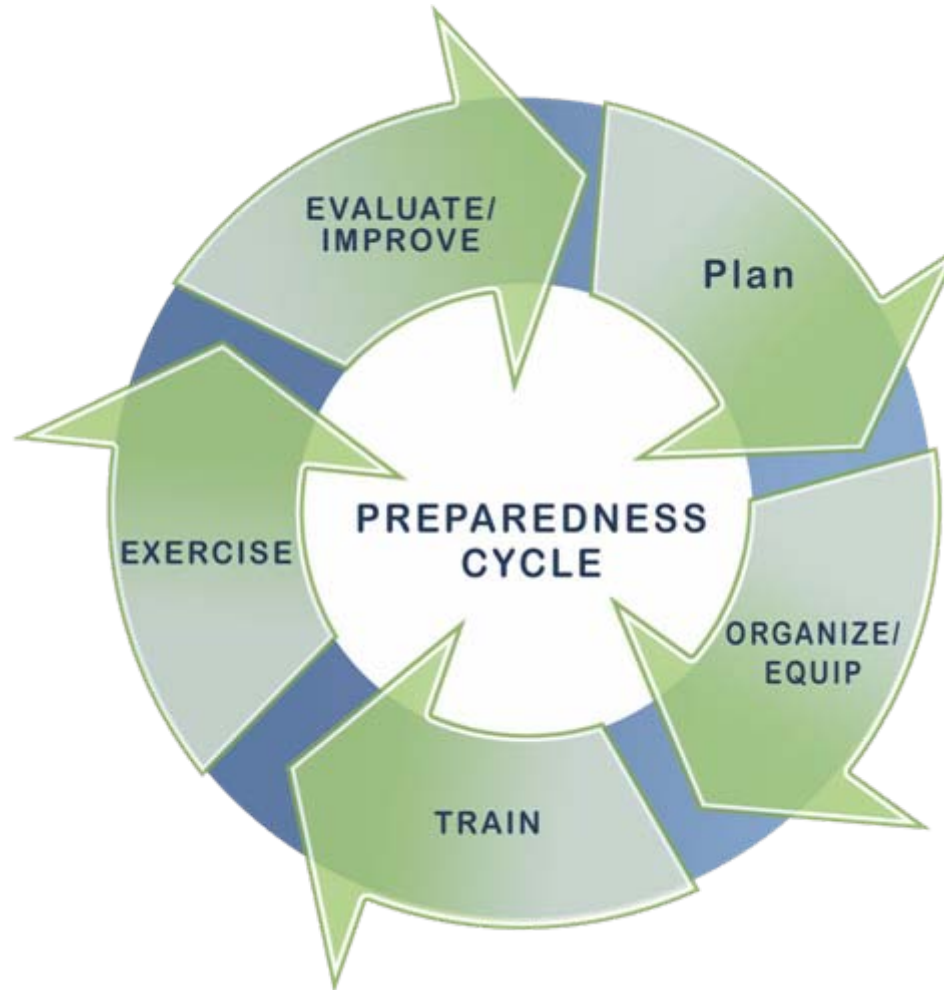 EVALUATE/
IMPROVE
Plan
PREPAREDNESS
CYCLE
EXERCISE
ORGANIZE/
EQUIP
TRAIN